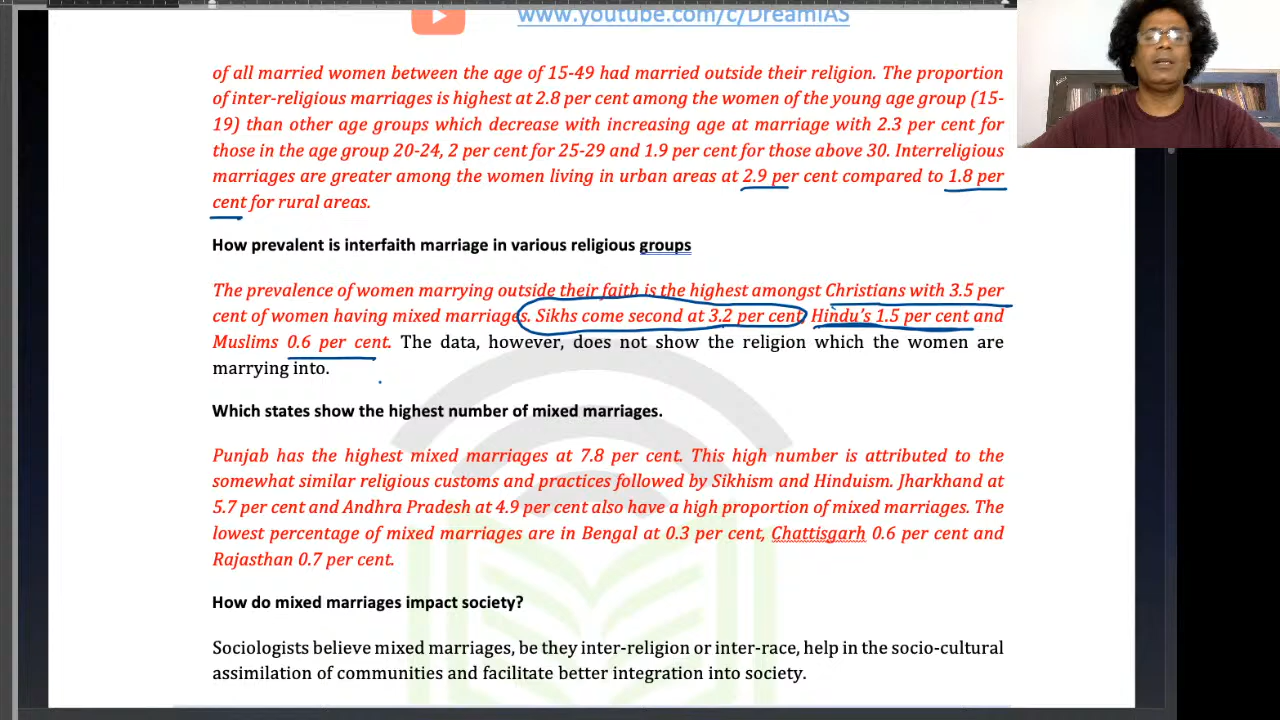 www.youtube.com/c/DreamIAS
of all married women between the age of 15-49 had married outside their religion. The proportion
of inter-religious marriages is highest at 2.8 per cent among the women of the young age group (15-
19) than other age groups which decrease with increasing age at marriage with 2.3 per cent for
those in the age group 20-24, 2 per cent for 25-29 and 1.9 per cent for those above 30. Interreligious
marriages are greater among the women living in urban areas at 2.9 per cent compared to 1.8 per
cent for rural areas.
How prevalent is interfaith marriage in various religious groups
The prevalence of women marrying outside their faith is the highest amongst Christians with 3.5 per
cent of women having mixed marriages. Sikhs come second at 3.2 per cent, Hindu's 1.5 per cent and
Muslims 0.6 per cent. The data, however, does not show the religion which the women are
marrying into.
Which states show the highest number of mixed marriages.
Punjab has the highest mixed marriages at 7.8 per cent. This high number is attributed to the
somewhat similar religious customs and practices followed by Sikhism and Hinduism. Jharkhand at
5.7 per cent and Andhra Pradesh at 4.9 per cent also have a high proportion of mixed marriages. The
lowest percentage of mixed marriages are in Bengal at 0.3 per cent, Chattisgarh 0.6 per cent and
Rajasthan 0.7 per cent.
How do mixed marriages impact society?
Sociologists believe mixed marriages, be they inter-religion or inter-race, help in the socio-cultural
assimilation of communities and facilitate better integration into society.